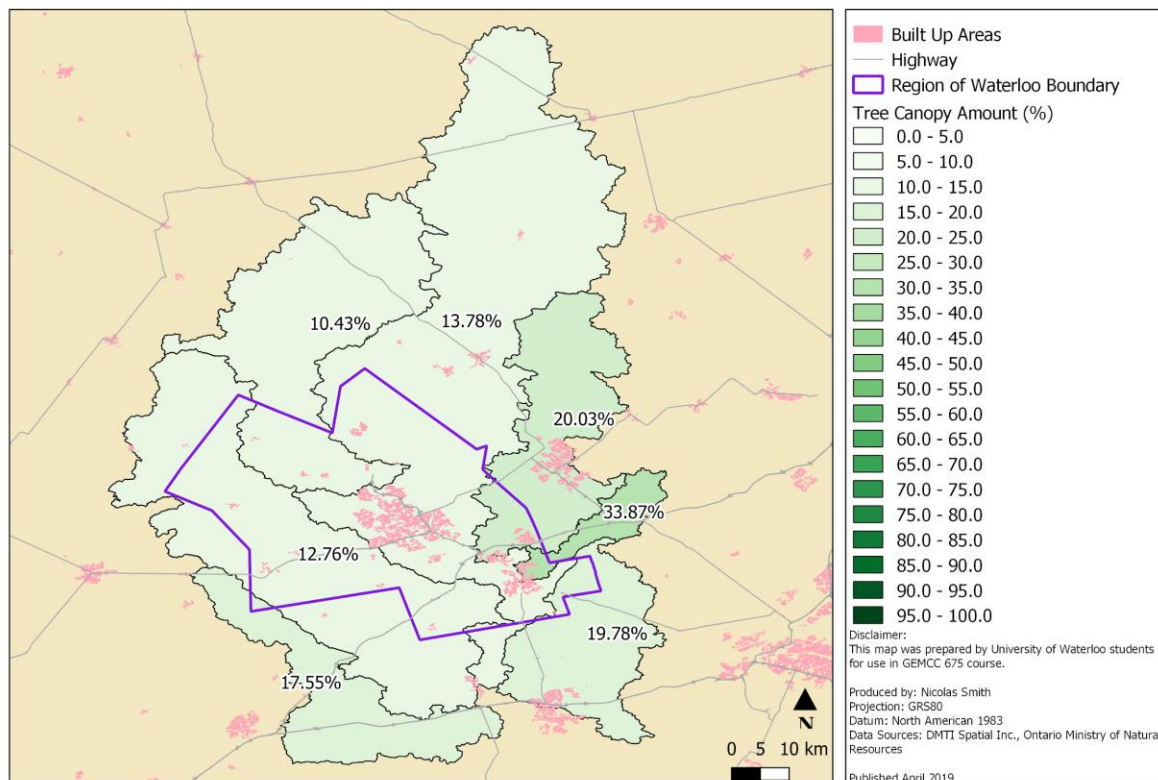 10.43%
13.78%
20.03%
33.87%
12.76%
19.78%
17.55%
N
0 5 10 km
Built Up Areas
Highway
Region of Waterloo Boundary
Tree Canopy Amount (%)
0.0 - 5.0
5.0 - 10.0
10.0 - 15.0
15.0 - 20.0
20.0 - 25.0
25.0 - 30.0
30.0 - 35.0
35.0 - 40.0
40.0 - 45.0
45.0 - 50.0
50.0 - 55.0
55.0 - 60.0
60.0 - 65.0
65.0 - 70.0
70.0 - 75.0
75.0 - 80.0
80.0 - 85.0
85.0 - 90.0
90.0 - 95.0
95.0 - 100.0
Disclaimer:
This map was prepared by University of Waterloo students
for use in GEMCC 675 course.
Produced by: Nicolas Smith
Projection: GRS80
Datum: North American 1983
Data Sources: DMTI Spatial Inc., Ontario Ministry of Natural
Resources
Published April 2019